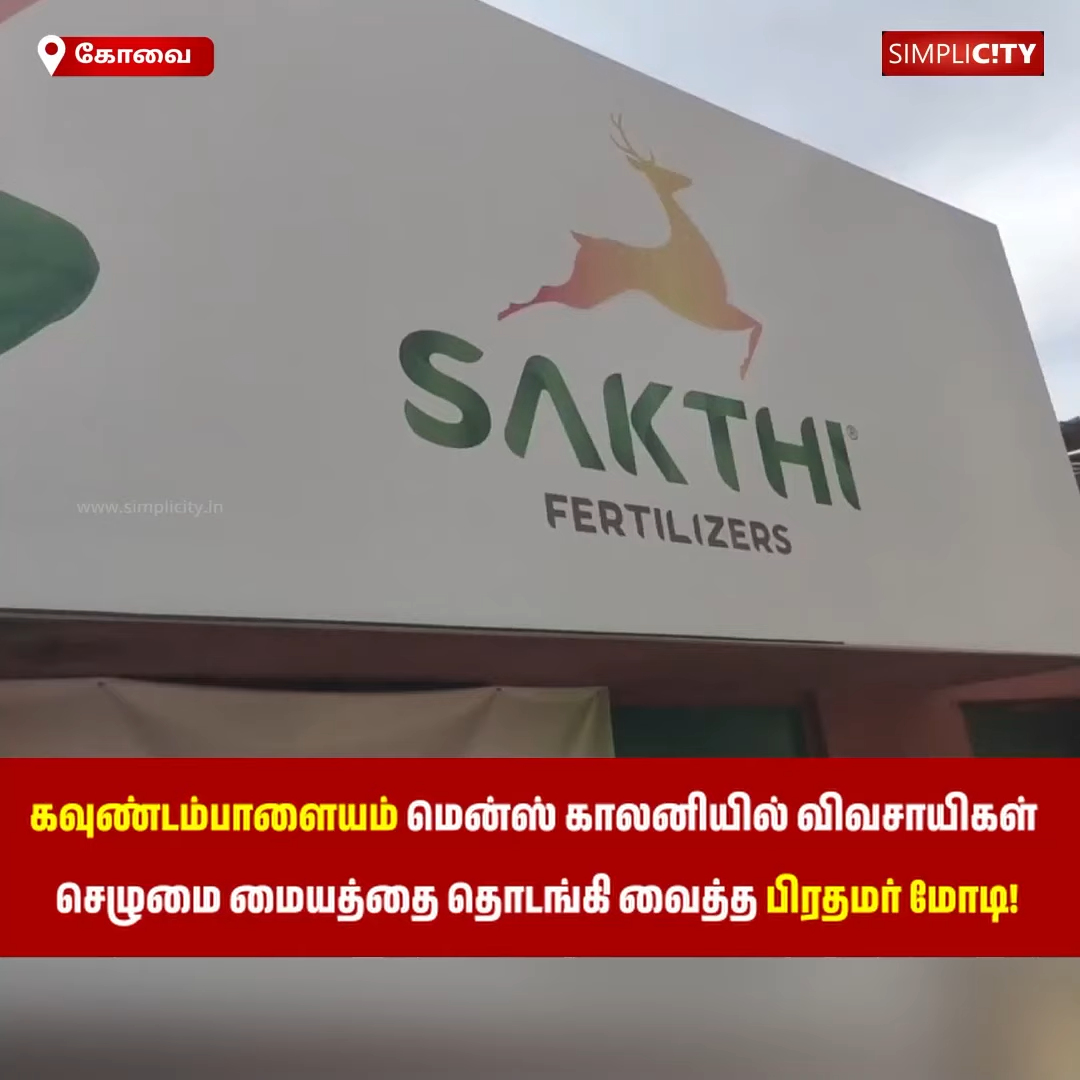 கோவை
SIMPLIC!TY
SAKTHI®
FERTILIZERS
www.simplicity.in
கவுண்டம்பாளையம் மென்ஸ் காலனியில் விவசாயிகள்
செழுமை மையத்தை தொடங்கி வைத்த பிரதமர் மோடி!